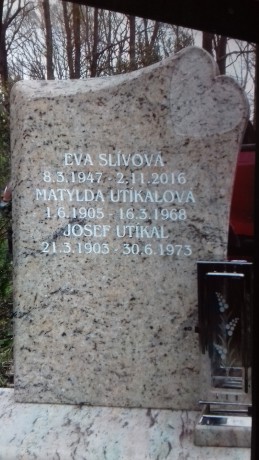 EVA SLÍVOVÁ
8.3.1947 - 2.11.2016
MATYLDA UTIKALOVÁ
1.6.1905 - 16.3.1968
JOSEF UTIKAL
21.3.1903 - 30.6.1973